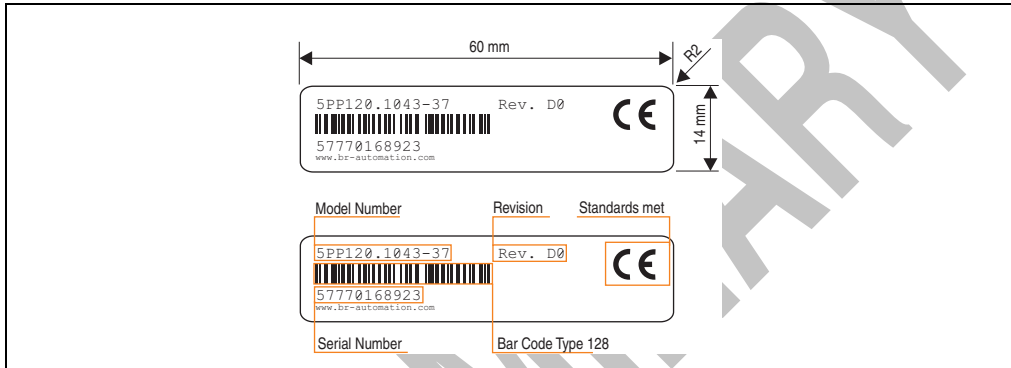 60 mm
R2
5PP120.1043-37 Rev. D0 CE
57770168923
www.br-automation.com
14 mm
Model Number Revision Standards met
5PP120.1043-37 Rev. D0 CE
57770168923
www.br-automation.com
Serial Number Bar Code Type 128